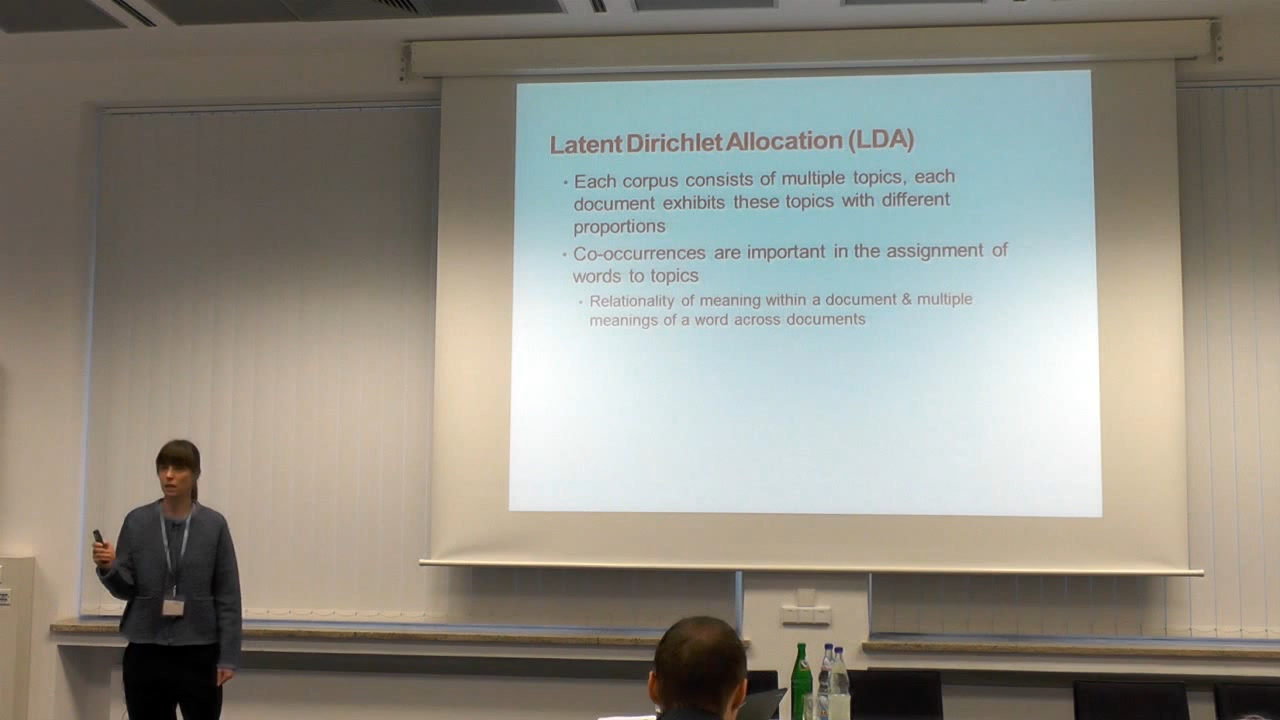 Latent Dirichlet Allocation (LDA)
• Each corpus consists of multiple topics, each
document exhibits these topics with different
proportions
• Co-occurrences are important in the assignment of
words to topics
• Relationality of meaning within a document & multiple
meanings of a word across documents